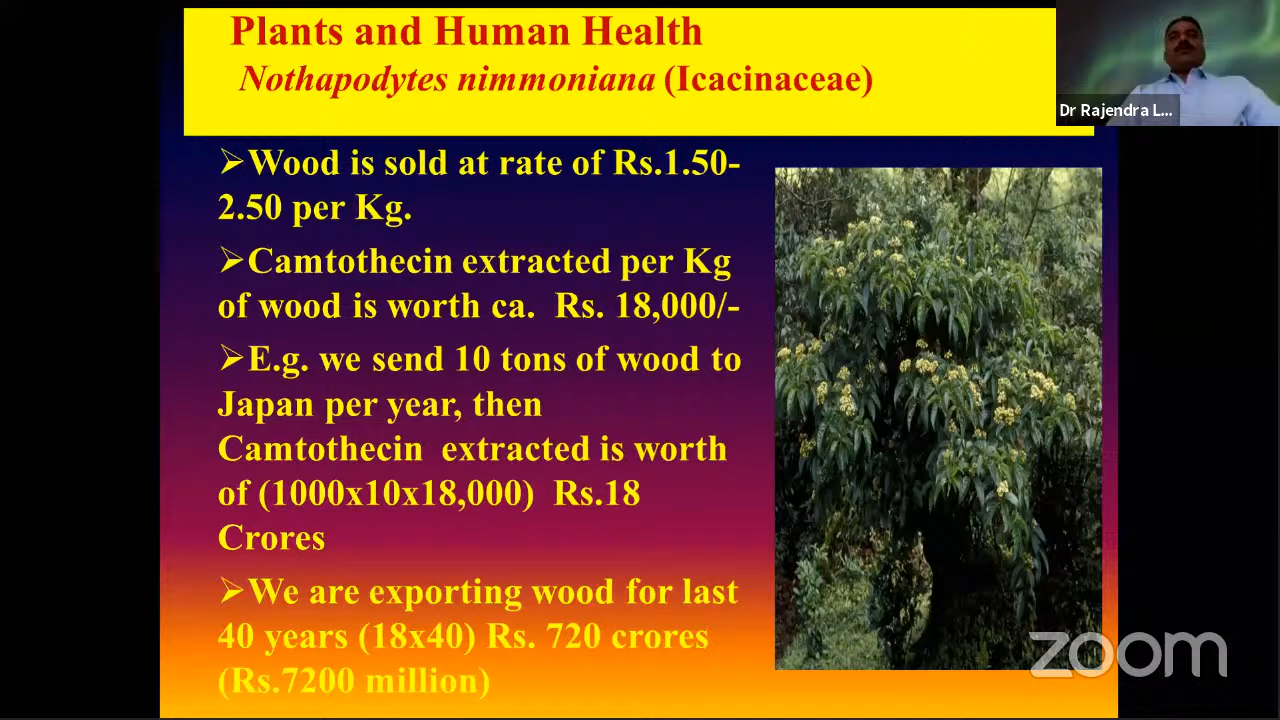 Plants and Human Health
Nothapodytes nimmoniana (Icacinaceae)
Dr Rajendra L...
➢Wood is sold at rate of Rs.1.50-
2.50 per Kg.
➢Camtothecin extracted per Kg
of wood is worth ca. Rs. 18,000/-
➢E.g. we send 10 tons of wood to
Japan per year, then
Camtothecin extracted is worth
of (1000x10x18,000) Rs.18
Crores
➢We are exporting wood for last
40 years (18x40) Rs. 720 crores
(Rs.7200 million)
zoom